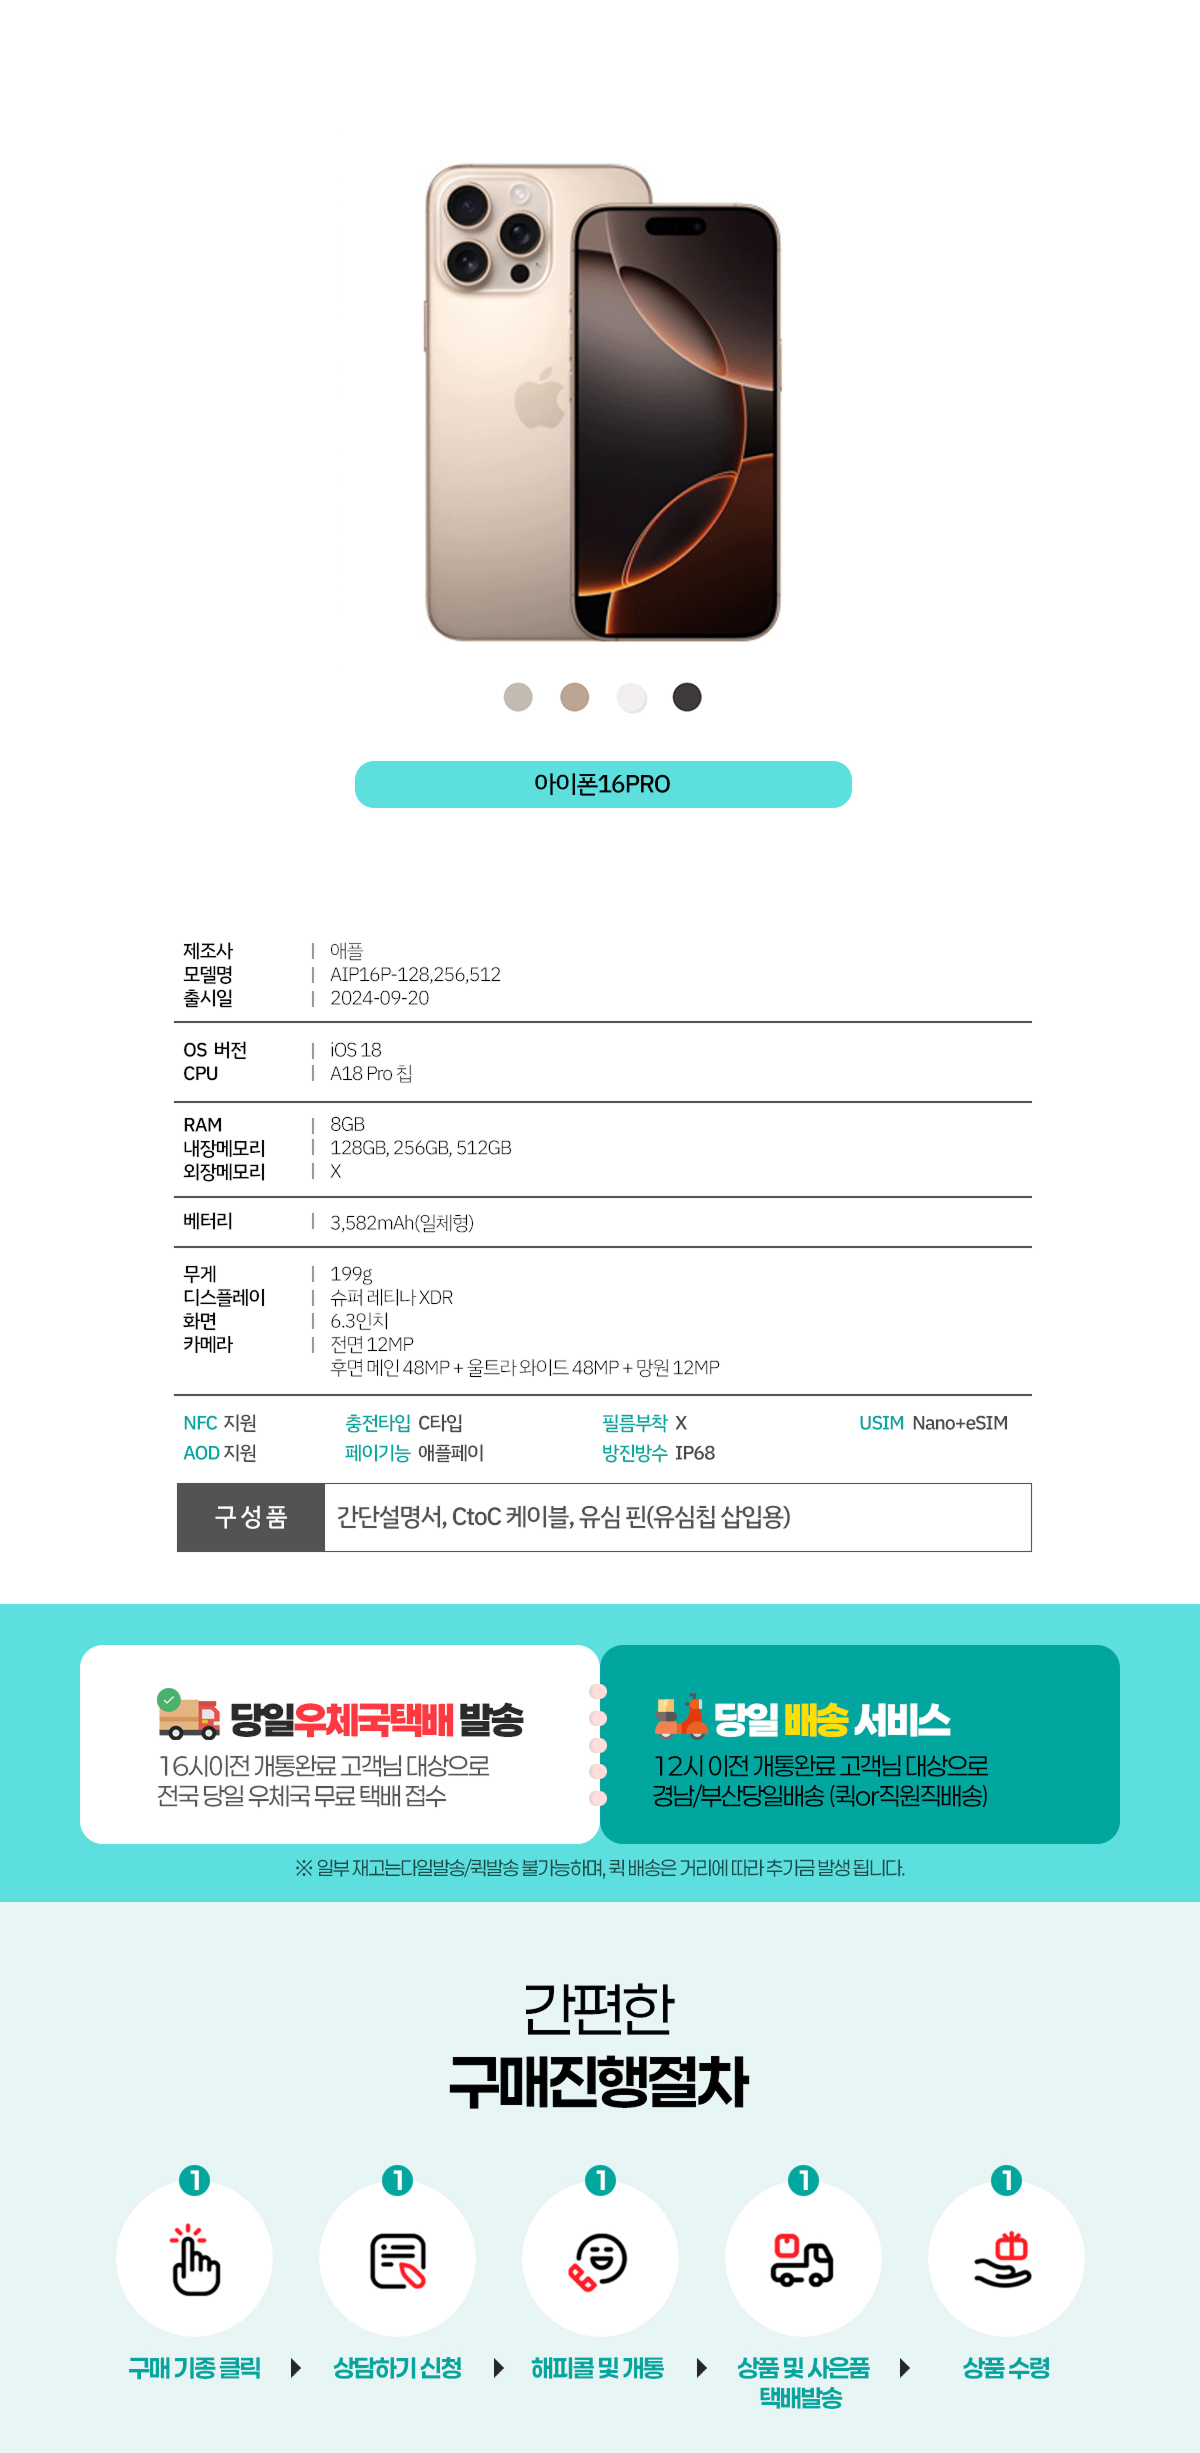 아이폰16PRO
제조사 | 애플
모델명 | AIP16P-128,256,512
출시일 | 2024-09-20
OS 버전 | iOS 18
CPU | A18 Pro 칩
RAM | 8GB
내장메모리 | 128GB, 256GB, 512GB
외장메모리 | X
베터리 | 3,582mAh(일체형)
무게 | 199g
디스플레이 | 슈퍼 레티나 XDR
화면 | 6.3인치
카메라 | 전면 12MP
후면 메인 48MP + 울트라 와이드 48MP + 망원 12MP
NFC 지원 충전타입 C타입 필름부착 X USIM Nano+eSIM
AOD 지원 페이기능 애플페이 방진방수 IP68
구성품 간단설명서, CtoC 케이블, 유심 핀(유심칩 삽입용)
당일우체국택배 발송
16시이전 개통완료 고객님 대상으로
전국 당일 우체국 무료 택배 접수
당일 배송 서비스
12시 이전 개통완료 고객님 대상으로
경남/부산당일배송 (퀵or직원직배송)
※ 일부 재고는다일발송/퀵발송 불가능하며, 퀵 배송은 거리에 따라 추가금 발생 됩니다.
간편한
구매진행절차
1 1 1 1 1
구매 기종 클릭
상담하기 신청
해피콜 및 개통
상품 및 사은품
택배발송
상품 수령